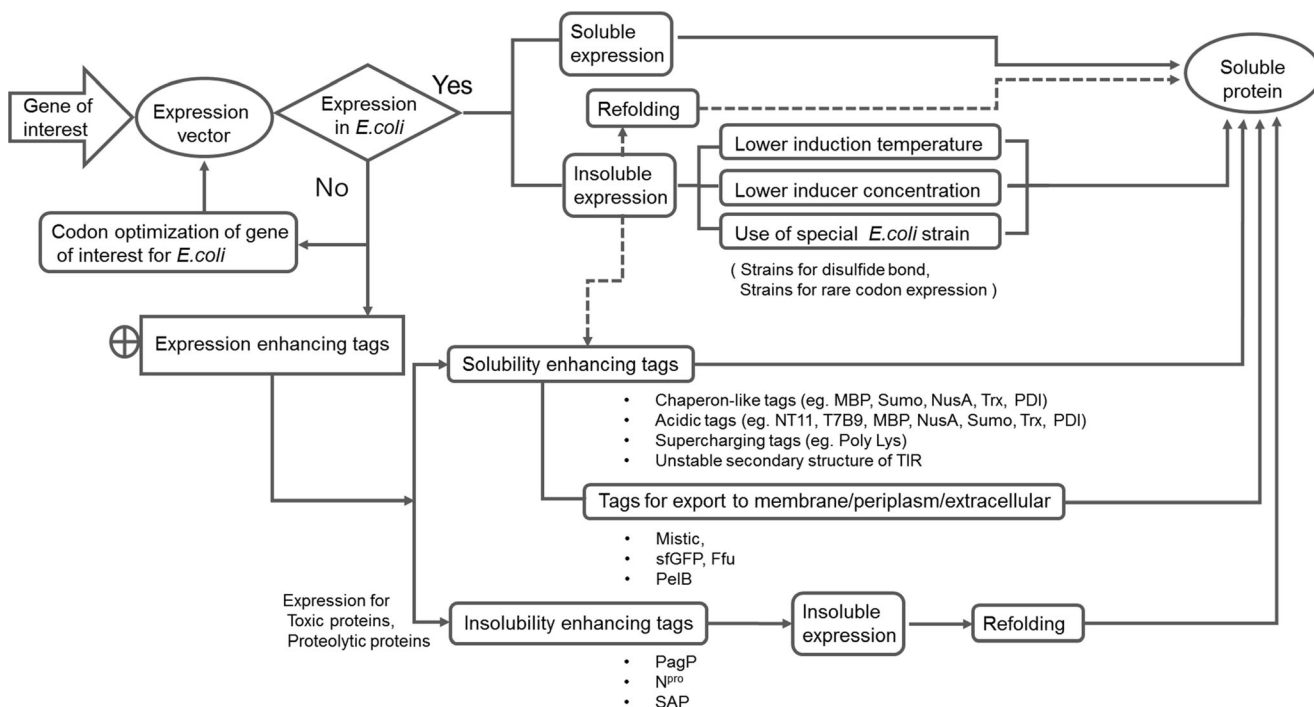 Gene of
interest
Expression
vector
Expression
in E.coli
Yes
No
Codon optimization of gene
of interest for E.coli
Expression enhancing tags
Soluble
expression
Refolding
Insoluble
expression
Lower induction temperature
Lower inducer concentration
Use of special E.coli strain
( Strains for disulfide bond,
Strains for rare codon expression )
Soluble
protein
Solubility enhancing tags
• Chaperon-like tags (eg. MBP, Sumo, NusA, Trx, PDI)
• Acidic tags (eg. NT11, T7B9, MBP, NusA, Sumo, Trx, PDI)
• Supercharging tags (eg. Poly Lys)
• Unstable secondary structure of TIR
Tags for export to membrane/periplasm/extracellular
• Mistic,
• sfGFP, Ffu
• PelB
Expression for
Toxic proteins,
Proteolytic proteins
Insolubility enhancing tags
• PagP
• Npro
• SAP
Insoluble
expression
Refolding